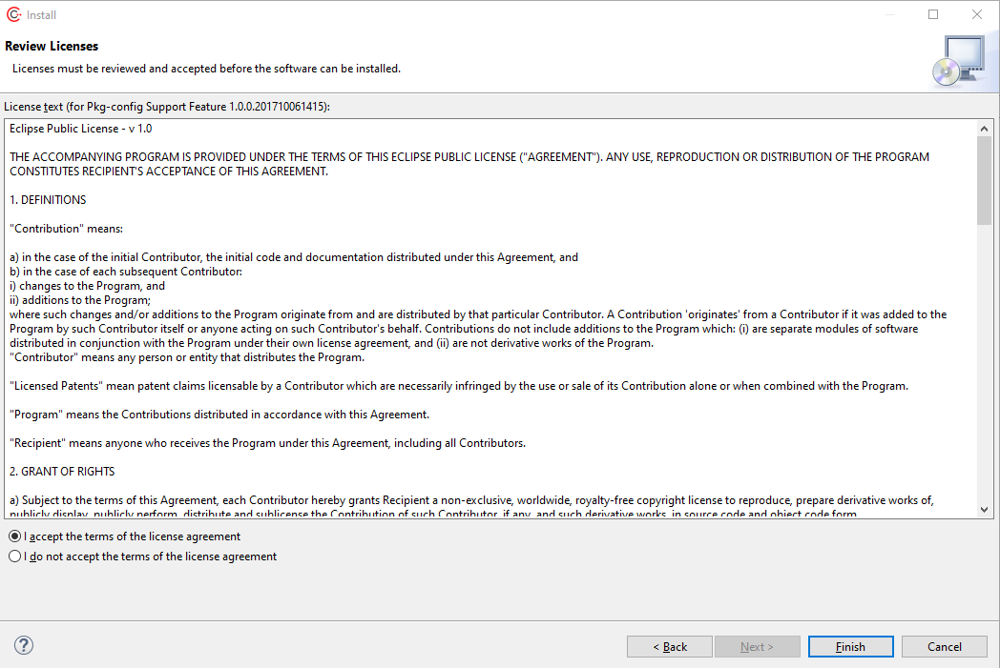 Install
Review Licenses
Licenses must be reviewed and accepted before the software can be installed.
License text (for Pkg-config Support Feature 1.0.0.201710061415):
Eclipse Public License - v 1.0
THE ACCOMPANYING PROGRAM IS PROVIDED UNDER THE TERMS OF THIS ECLIPSE PUBLIC LICENSE ("AGREEMENT"). ANY USE, REPRODUCTION OR DISTRIBUTION OF THE PROGRAM
CONSTITUTES RECIPIENT'S ACCEPTANCE OF THIS AGREEMENT.
1. DEFINITIONS
"Contribution" means:
a) in the case of the initial Contributor, the initial code and documentation distributed under this Agreement, and
b) in the case of each subsequent Contributor:
i) changes to the Program, and
ii) additions to the Program;
where such changes and/or additions to the Program originate from and are distributed by that particular Contributor. A Contribution 'originates' from a Contributor if it was added to the
Program by such Contributor itself or anyone acting on such Contributor's behalf. Contributions do not include additions to the Program which: (i) are separate modules of software
distributed in conjunction with the Program under their own license agreement, and (ii) are not derivative works of the Program.
"Contributor" means any person or entity that distributes the Program.
"Licensed Patents" mean patent claims licensable by a Contributor which are necessarily infringed by the use or sale of its Contribution alone or when combined with the Program.
"Program" means the Contributions distributed in accordance with this Agreement.
"Recipient" means anyone who receives the Program under this Agreement, including all Contributors.
2. GRANT OF RIGHTS
a) Subject to the terms of this Agreement, each Contributor hereby grants Recipient a non-exclusive, worldwide, royalty-free copyright license to reproduce, prepare derivative works of,
publicly display, publicly perform, distribute and sublicense the Contribution of such Contributor, if any, and such derivative works, in source code and object code form.
I accept the terms of the license agreement
I do not accept the terms of the license agreement
?
< Back
Next >
Finish
Cancel